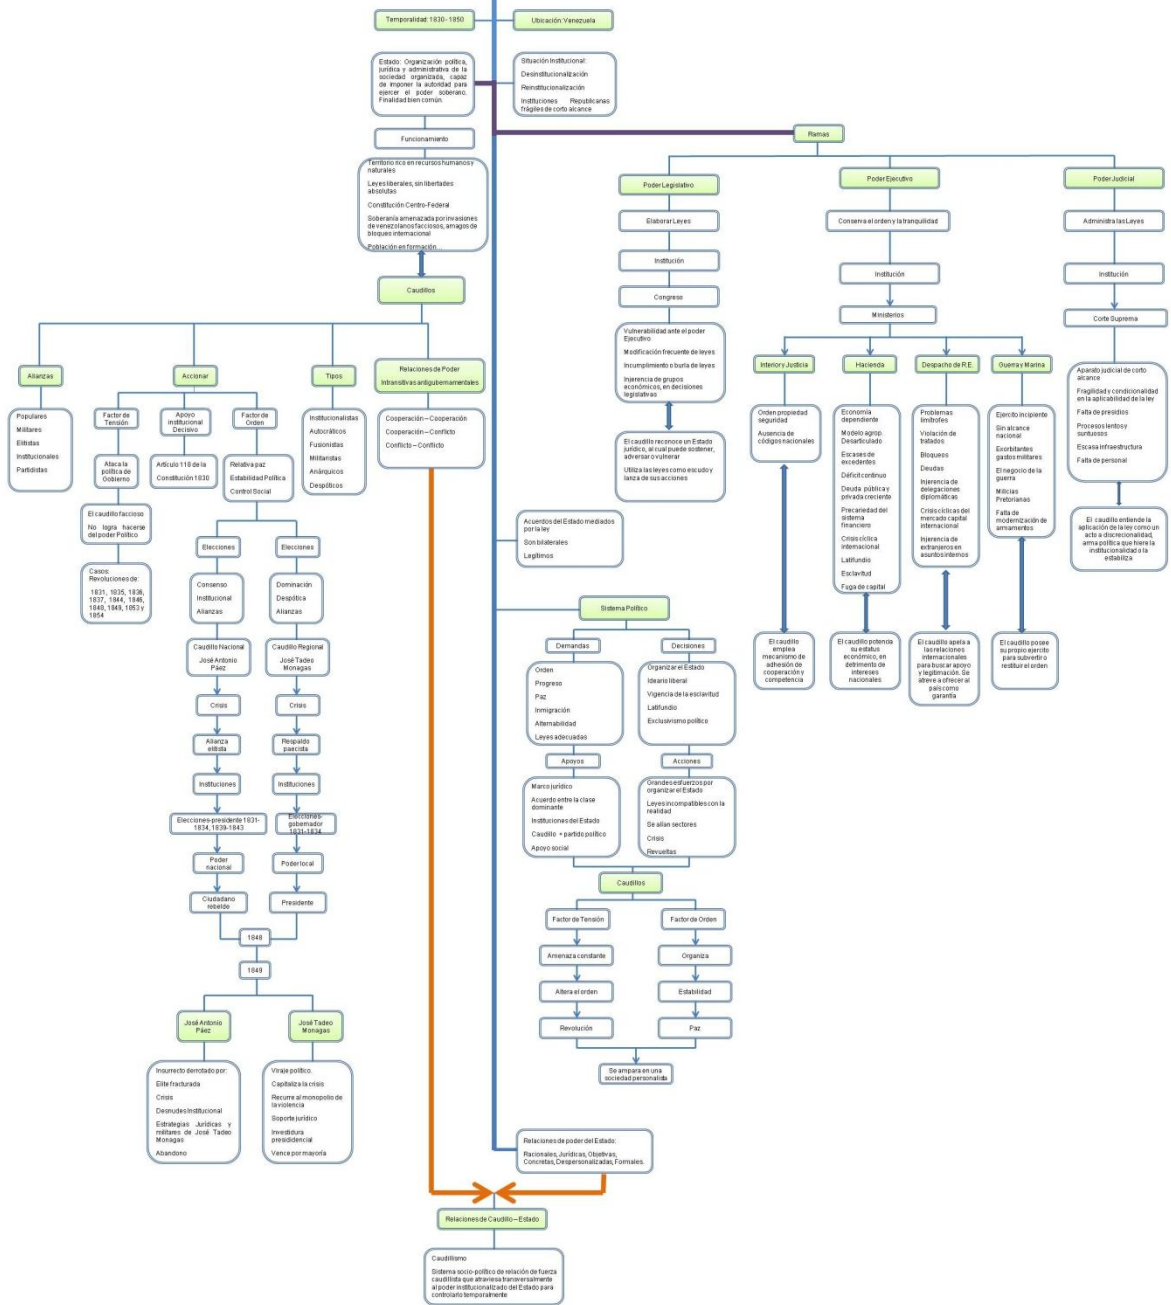 Temporalidad: 1830- 1850
Ubicación: Venezuela
Estado: Organización política,
jurídica y administrativa de la
sociedad organizada, capaz
de imponer la autoridad para
ejercer el poder soberano.
Finalidad bien común.
Situación Institucional:
Desinstitucionalización
Reinstitucionalización
Instituciones Republicanas
frágiles de corto alcance
Funcionamiento
Territorio rico en recursos humanos y
naturales
Leyes liberales, sin libertades
absolutas
Constitución Centro-Federal
Soberanía amenazada por invasiones
de venezolanos facciosos, amagos de
bloqueo internacional
Población en formación...
Caudillos
Alianzas
Populares
Militares
Elitistas
Institucionales
Partidistas
Accionar
Factor de
Tensión
Ataca la
política de
Gobierno
El caudillo faccioso
No logra hacerse
del poder Político
Casos:
Revoluciones de:
1831, 1835, 1836,
1837, 1844, 1846,
1848, 1849, 1853 y
1854
Apoyo
institucional
Decisivo
Artículo 118 de la
Constitución 1830
Factor de
Orden
Relativa paz
Estabilidad Política
Control Social
Elecciones
Consenso
Institucional
Alianzas
Caudillo Nacional
José Antonio
Páez
Crisis
Alianza
elitista
Instituciones
Elecciones-presidente 1831-
1834, 1839-1843
Poder
nacional
Ciudadano
rebelde
Elecciones
Dominación
Despótica
Alianzas
Caudillo Regional
José Tadeo
Monagas
Crisis
Respaldo
paecista
Instituciones
Elecciones-
gobernador
1831-1834
Poder local
Presidente
1848
1849
José Antonio
Páez
Insurrecto derrotado por:
Elite fracturada
Crisis
Desnudes Institucional
Estrategias Jurídicas y
militares de José Tadeo
Monagas
Abandono
José Tadeo
Monagas
Viraje político.
Capitaliza la crisis
Recurre al monopolio de
la violencia
Soporte jurídico
Investidura
presididencial
Vence por mayoría
Tipos
Institucionalistas
Autocráticos
Fusionistas
Militaristas
Anárquicos
Despóticos
Relaciones de Poder
Intransitivas antigubernamentales
Cooperación – Cooperación
Cooperación – Conflicto
Conflicto – Conflicto
Ramas
Poder Legislativo
Elaborar Leyes
Institución
Congreso
Vulnerabilidad ante el poder
Ejecutivo
Modificación frecuente de leyes
Incumplimiento o burla de leyes
Injerencia de grupos
económicos, en decisiones
legislativas
El caudillo reconoce un Estado
jurídico, al cual puede sostener,
adversar o vulnerar
Utiliza las leyes como escudo y
lanza de sus acciones
Poder Ejecutivo
Conserva el orden y la tranquilidad
Institución
Ministerios
Interior y Justicia
Orden propiedad
seguridad
Ausencia de
códigos nacionales
El caudillo
emplea
mecanismo de
adhesión de
cooperación y
competencia
Hacienda
Economía
dependiente
Modelo agrop.
Desarticulado
Escases de
excedentes
Déficit continuo
Deuda pública y
privada creciente
Precariedad del
sistema
financiero
Crisis cíclica
internacional
Latifundio
Esclavitud
Fuga de capital
El caudillo potencia
su estatus
económico, en
detrimento de
intereses
nacionales
Despacho de R.E.
Problemas
limítrofes
Violación de
tratados
Bloqueos
Deudas
Injerencia de
delegaciones
diplomáticas
Crisis cíclicas del
mercado capital
internacional
Injerencia de
extranjeros en
asuntos internos
El caudillo apela a
las relaciones
internacionales
para buscar apoyo
y legitimación. Se
atreve a ofrecer al
país como
garantía
Guerra y Marina
Ejercito incipiente
Sin alcance
nacional
Exorbitantes
gastos militares
El negocio de la
guerra
Milicias
Pretorianas
Falta de
modernización de
armamentos
El caudillo posee
su propio ejercito
para subvertir o
restituir el orden
Poder Judicial
Administra las Leyes
Institución
Corte Suprema
Aparato judicial de corto
alcance
Fragilidad y condicionalidad
en la aplicabilidad de la ley
Falta de presidios
Procesos lentos y
suntuosos
Escasa infraestructura
Falta de personal
El caudillo entiende la
aplicación de la ley como un
acto a discrecionalidad,
arma política que hiere la
institucionalidad o la
estabiliza
Acuerdos del Estado mediados
por la ley
Son bilaterales
Legítimos
Sistema Político
Demandas
Orden
Progreso
Paz
Inmigración
Alternabilidad
Leyes adecuadas
Decisiones
Organizar el Estado
Ideario liberal
Vigencia de la esclavitud
Latifundio
Exclusivismo político
Apoyos
Marco jurídico
Acuerdo entre la clase
dominante
Instituciones del Estado
Caudillo + partido político
Apoyo social
Acciones
Grandes esfuerzos por
organizar el Estado
Leyes incompatibles con la
realidad
Se alían sectores
Crisis
Revueltas
Caudillos
Factor de Tensión
Amenaza constante
Altera el orden
Revolución
Factor de Orden
Organiza
Estabilidad
Paz
Se ampara en una
sociedad personalista
Relaciones de poder del Estado:
Racionales, Jurídicas, Objetivas,
Concretas, Despersonalizadas, Formales.
Relaciones de Caudillo – Estado
Caudillismo
Sistema socio-político de relación de fuerza
caudillista que atraviesa transversalmente
al poder institucionalizado del Estado para
controlarlo temporalmente